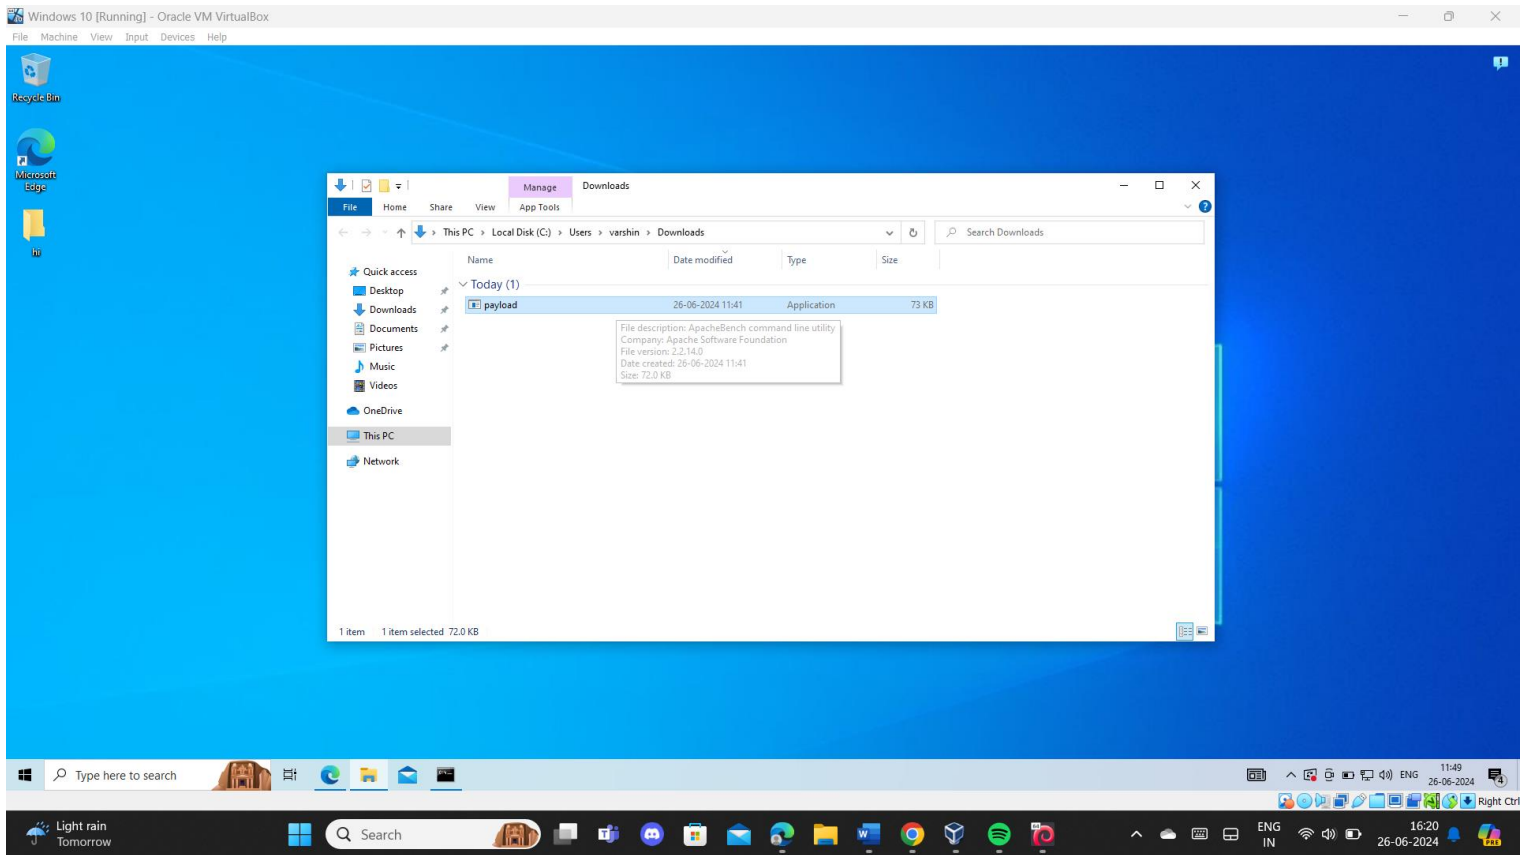 Windows 10 [Running] - Oracle VM VirtualBox
File Machine View Input Devices Help
Recycle Bin
Microsoft
Edge
hi
Manage Downloads
File Home Share View App Tools
This PC > Local Disk (C:) > Users > varshin > Downloads
Search Downloads
Name Date modified Type Size
Quick access
Desktop
Downloads
Documents
Pictures
Music
Videos
OneDrive
This PC
Network
Today (1)
payload 26-06-2024 11:41 Application 73 KB
File description: ApacheBench command line utility
Company: Apache Software Foundation
File version: 2.2.14.0
Date created: 26-06-2024 11:41
Size: 72.0 KB
1 item 1 item selected 72.0 KB
Type here to search
ENG
11:49
26-06-2024
4
Right Ctrl
Light rain
Tomorrow
Search
ENG
IN
16:20
26-06-2024
PRE